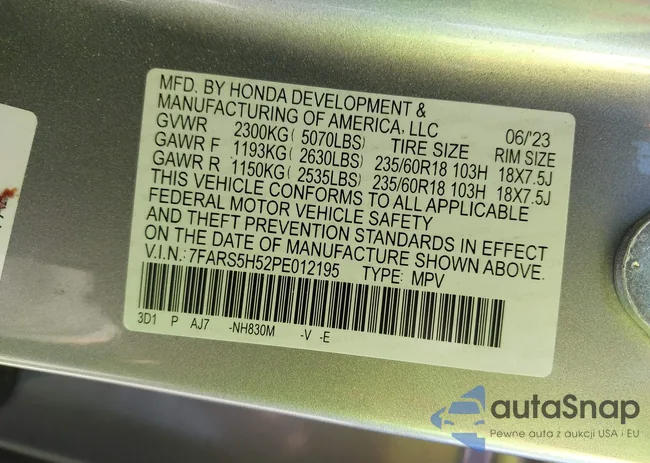 MFD. BY HONDA DEVELOPMENT &
MANUFACTURING OF AMERICA, LLC 06/'23
GVWR 2300KG( 5070LBS) TIRE SIZE RIM SIZE
GAWR F 1193KG( 2630LBS) 235/60R18 103H 18X7.5J
GAWR R 1150KG( 2535LBS) 235/60R18 103H 18X7.5J
THIS VEHICLE CONFORMS TO ALL APPLICABLE
FEDERAL MOTOR VEHICLE SAFETY
AND THEFT PREVENTION STANDARDS IN EFFECT
ON THE DATE OF MANUFACTURE SHOWN ABOVE.
V.I.N.: 7FARS5H52PE012195 TYPE: MPV
3D1 P AJ7 -NH830M -V -E
autaSnap
Pewne auta z aukcji USA i EU